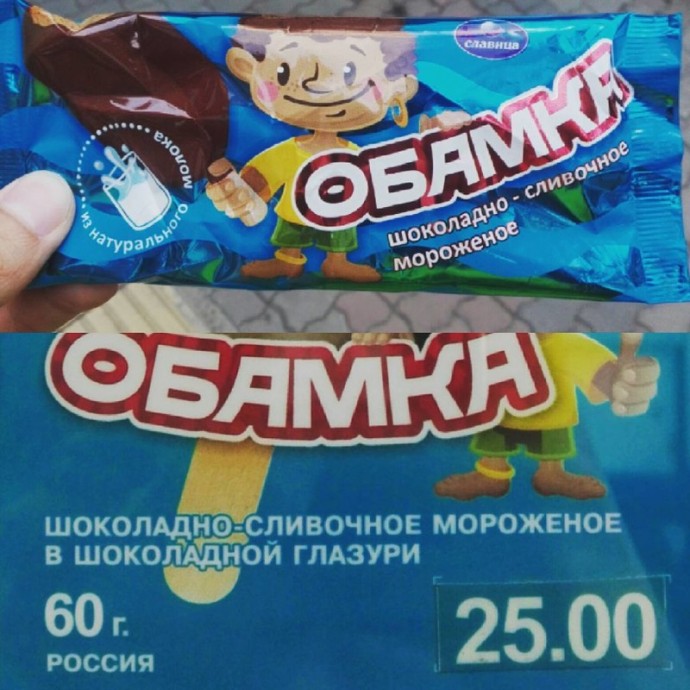 славица
ОБАМКА
шоколадно - сливочное
мороженое
из натурального молока
ОБАМКА
ШОКОЛАДНО-СЛИВОЧНОЕ МОРОЖЕНОЕ
В ШОКОЛАДНОЙ ГЛАЗУРИ
60 г.
25.00
РОССИЯ